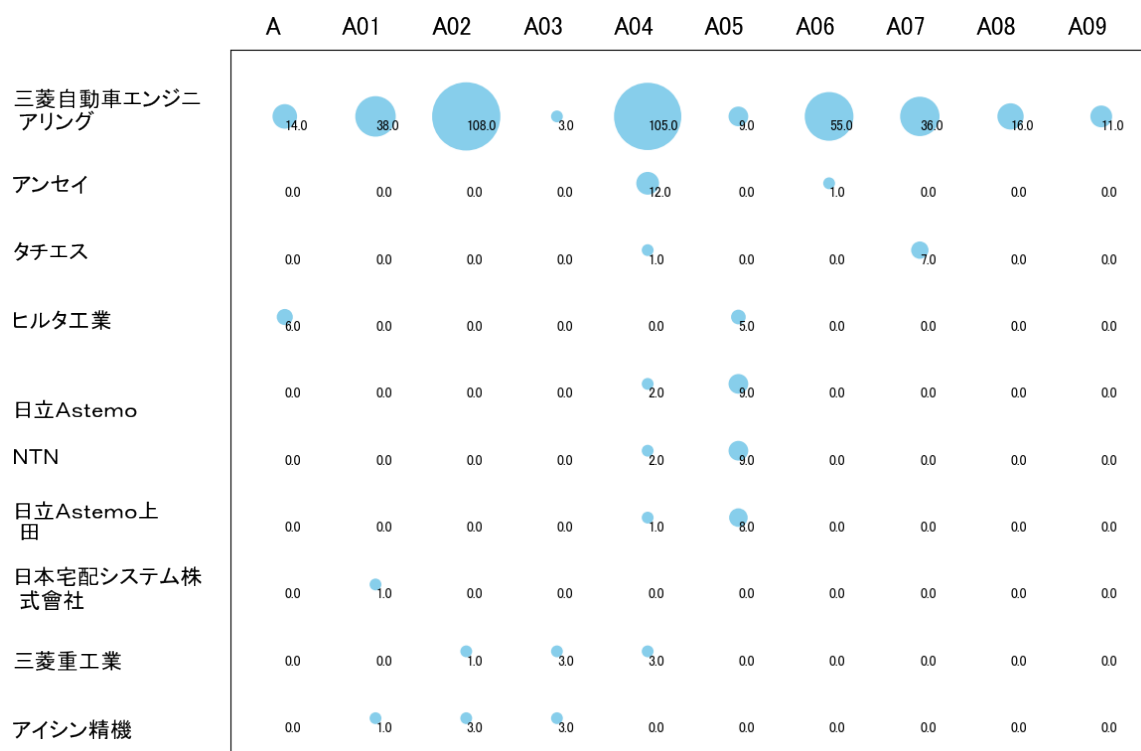 A A01 A02 A03 A04 A05 A06 A07 A08 A09
三菱自動車エンジニ
アリング
14.0 38.0 108.0 3.0 105.0 9.0 55.0 36.0 16.0 11.0
アンセイ
0.0 0.0 0.0 0.0 12.0 0.0 1.0 0.0 0.0 0.0
タチエス
0.0 0.0 0.0 0.0 1.0 0.0 0.0 7.0 0.0 0.0
ヒルタ工業
6.0 0.0 0.0 0.0 0.0 5.0 0.0 0.0 0.0 0.0
日立Astemo
0.0 0.0 0.0 0.0 2.0 9.0 0.0 0.0 0.0 0.0
NTN
0.0 0.0 0.0 0.0 2.0 9.0 0.0 0.0 0.0 0.0
日立Astemo上
田
0.0 0.0 0.0 0.0 1.0 8.0 0.0 0.0 0.0 0.0
日本宅配システム株
式會社
0.0 1.0 0.0 0.0 0.0 0.0 0.0 0.0 0.0 0.0
三菱重工業
0.0 0.0 1.0 3.0 3.0 0.0 0.0 0.0 0.0 0.0
アイシン精機
0.0 1.0 3.0 3.0 0.0 0.0 0.0 0.0 0.0 0.0